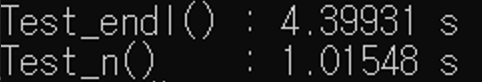 Test_endl() : 4.39931 s
Test_n()    : 1.01548 s